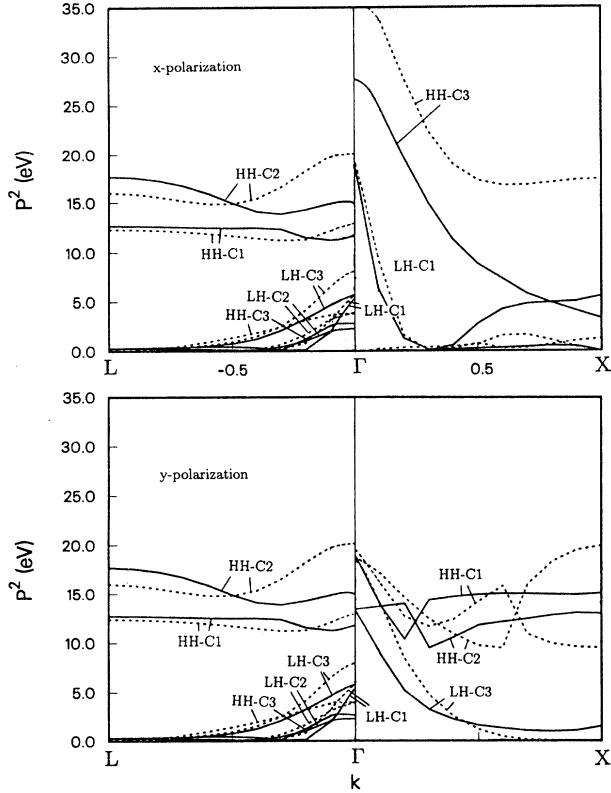 35.0
x-polarization
30.0
HH-C3
25.0
P² (eV)
20.0
HH-C2
15.0
HH-C1
10.0
LH-C3
LH-C1
LH-C2
5.0
HH-C3
LH-C1
0.0
L
-0.5
Γ
0.5
X
35.0
30.0
y-polarization
25.0
P² (eV)
20.0
HH-C2
HH-C1
15.0
HH-C1
HH-C2
10.0
LH-C3
LH-C2
LH-C3
5.0
HH-C3
LH-C1
0.0
L
Γ
X
k